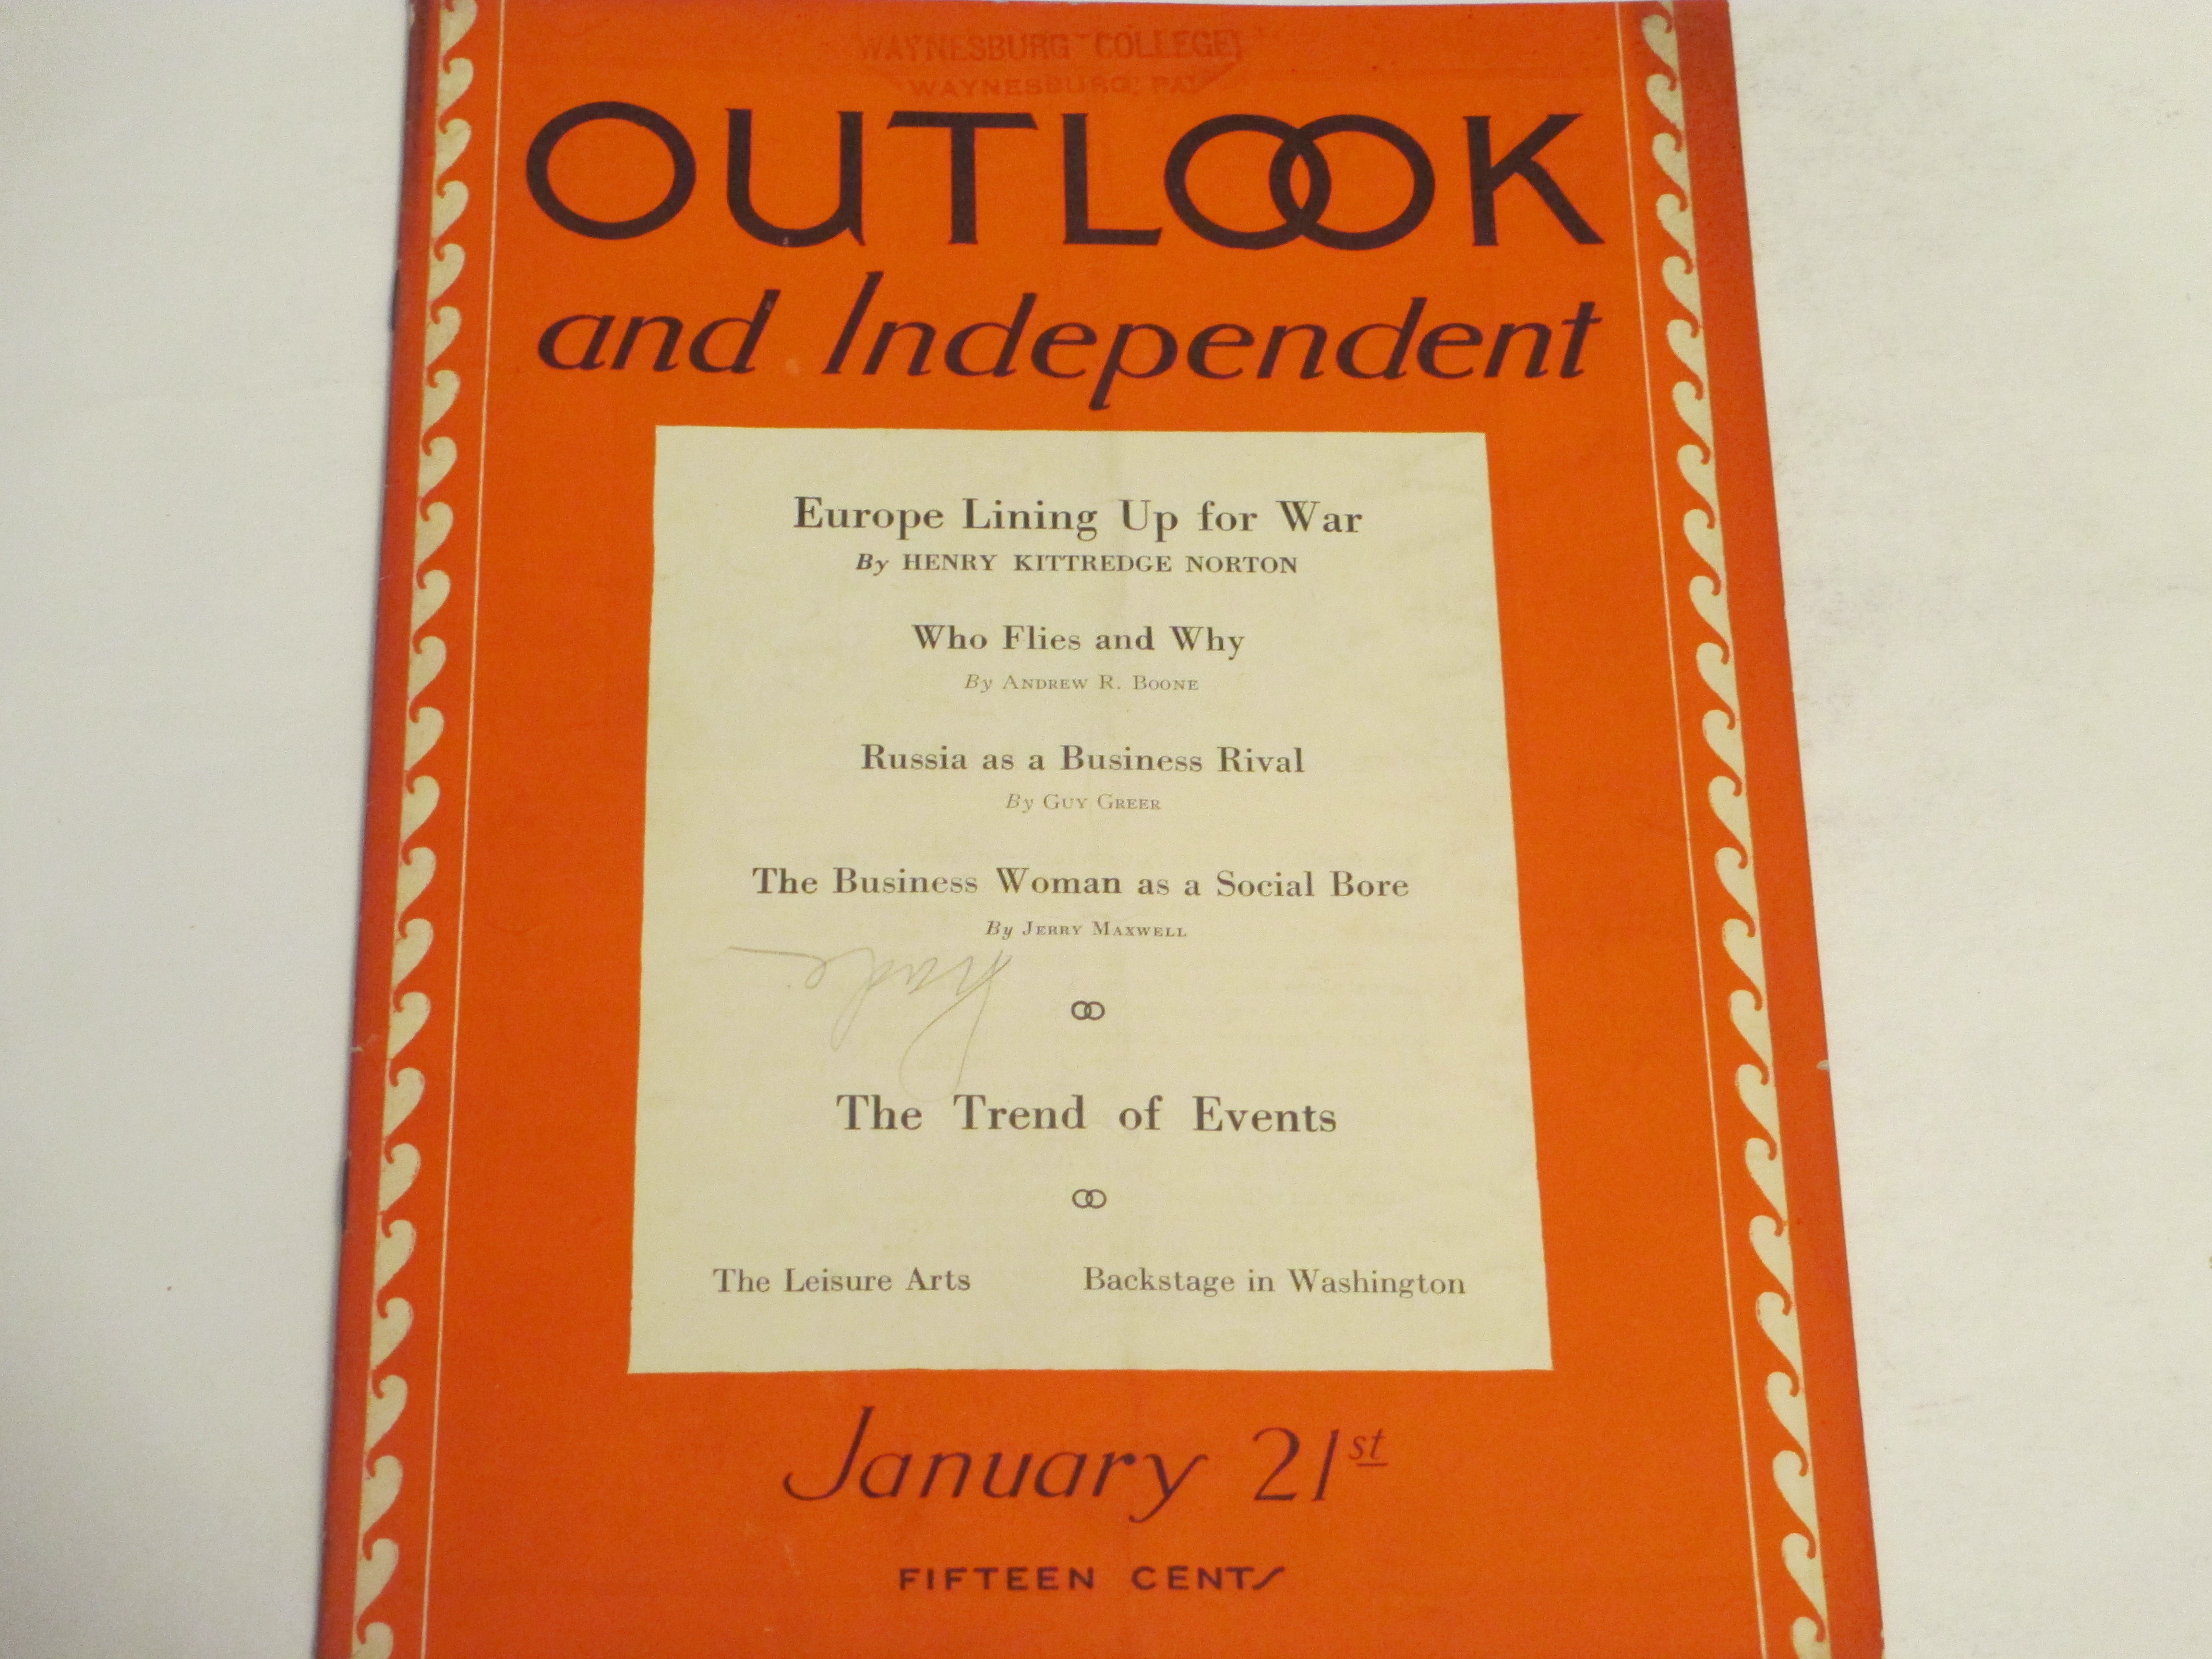 WAYNESBURG COLLEGE
WAYNESBURG, PA.
OUTLOOK
and Independent
Europe Lining Up for War
By HENRY KITTREDGE NORTON
Who Flies and Why
By ANDREW R. BOONE
Russia as a Business Rival
By GUY GREER
The Business Woman as a Social Bore
By JERRY MAXWELL
The Trend of Events
The Leisure Arts Backstage in Washington
January 21st
FIFTEEN CENTS